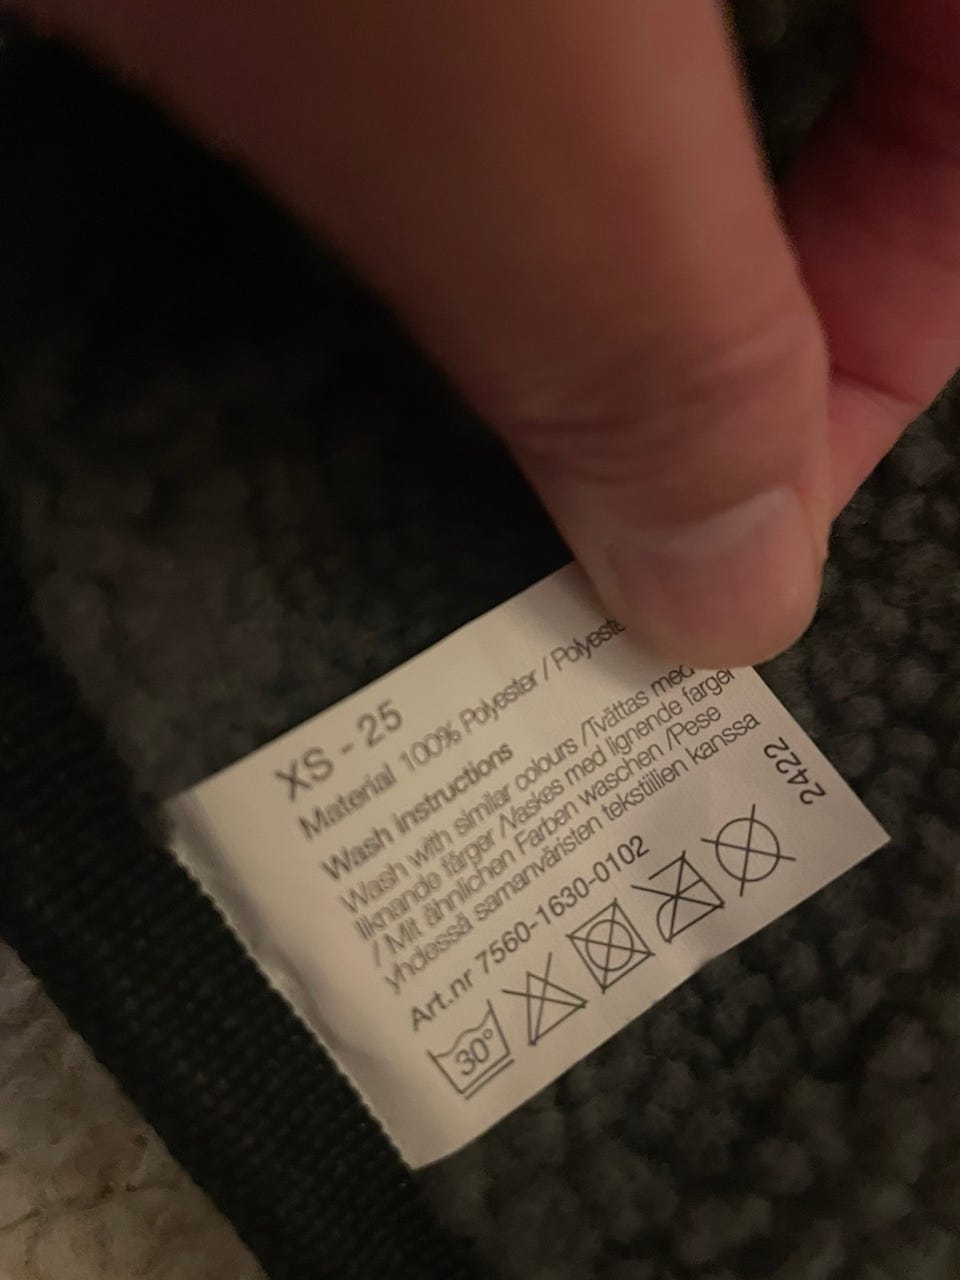 XS - 25
Material 100% Polyester / Polyeste
Wash instructions
Wash with similar colours /Tvättas med
liknande färger /Vaskes med lignende farger
/ Mit ähnlichen Farben waschen /Pese
yhdessä samanväristen tekstiilien kanssa
Art.nr 7560-1630-0102
30°
2422